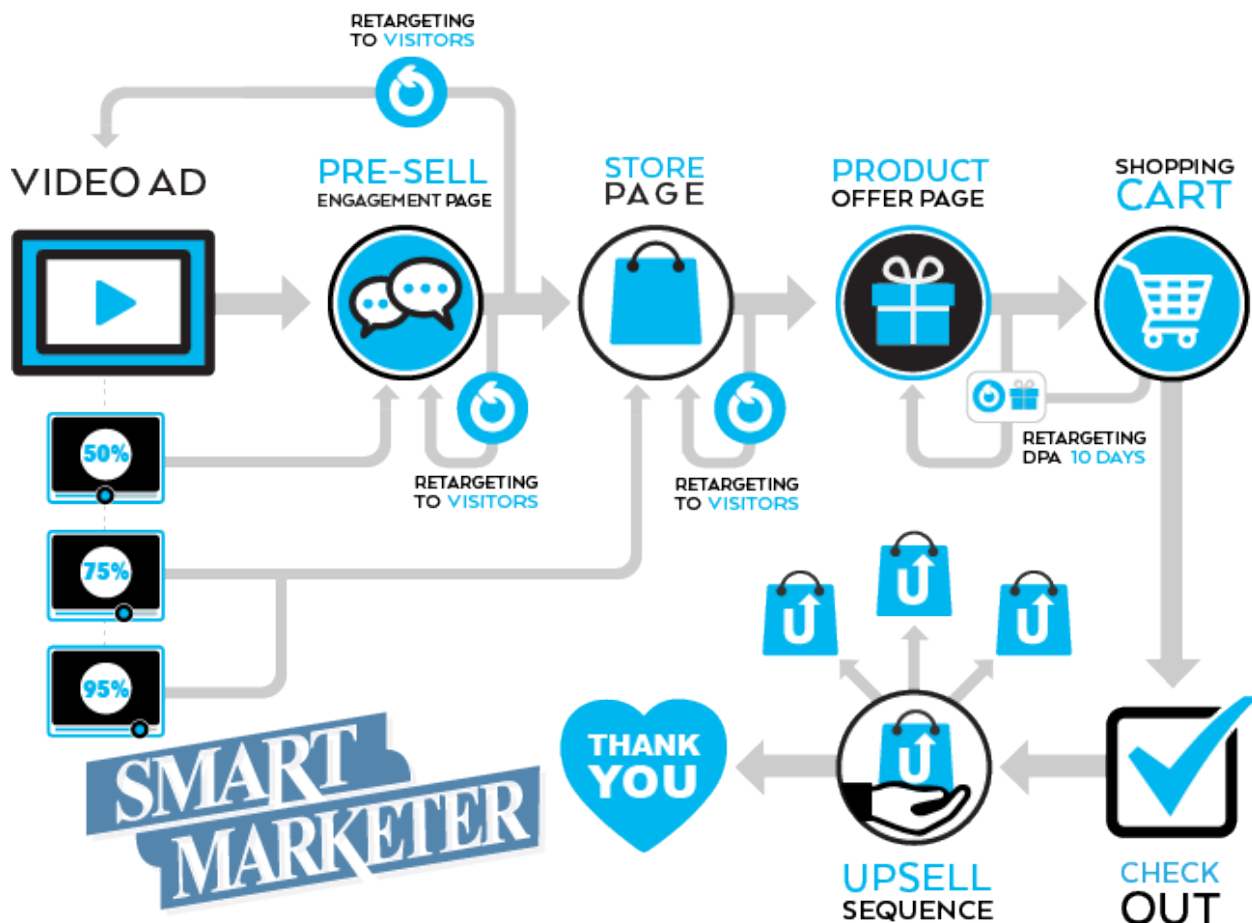 RETARGETING
TO VISITORS
VIDEO AD
PRE-SELL
ENGAGEMENT PAGE
STORE
PAGE
PRODUCT
OFFER PAGE
SHOPPING
CART
50%
RETARGETING
TO VISITORS
RETARGETING
TO VISITORS
RETARGETING
DPA 10 DAYS
75%
95%
U
U
U
SMART
MARKETER
THANK
YOU
U
UPSELL
SEQUENCE
CHECK
OUT